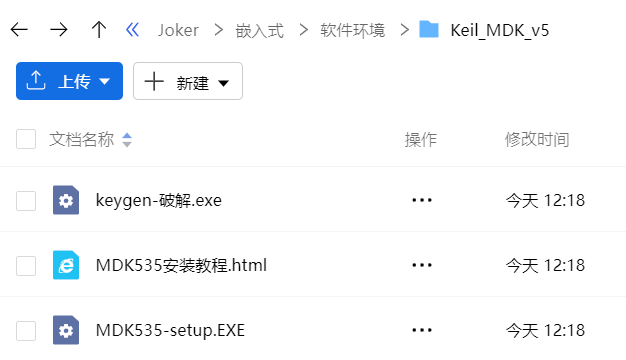 Joker > 嵌入式 > 软件环境 > Keil_MDK_v5
上传 新建
文档名称 操作 修改时间
keygen-破解.exe ··· 今天 12:18
MDK535安装教程.html ··· 今天 12:18
MDK535-setup.EXE ··· 今天 12:18